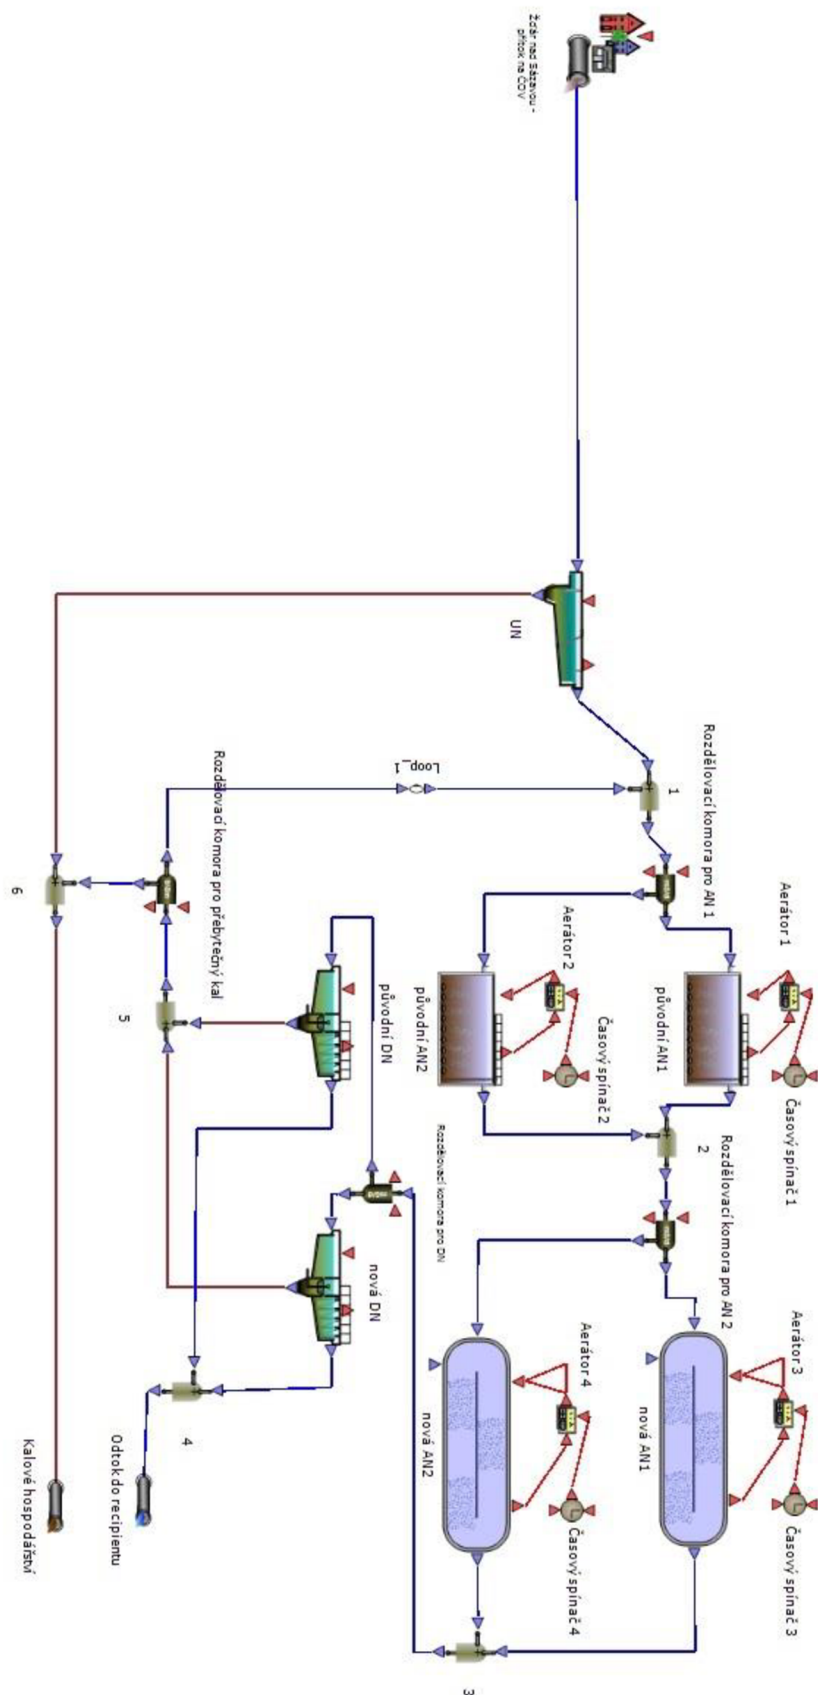 Žďár nad Sázavou -
přítok na ČOV
UN
Loop_1
1
Rozdělovací komora pro AN 1
Aerátor 1
původní AN1
Časový spínač 1
Aerátor 2
původní AN2
Časový spínač 2
2
Rozdělovací komora pro AN 2
Aerátor 3
nová AN1
Časový spínač 3
Aerátor 4
nová AN2
Časový spínač 4
3
Rozdělovací komora pro DN
původní DN
nová DN
4
Odtok do recipientu
5
Rozdělovací komora pro přebytečný kal
6
Kalové hospodářství